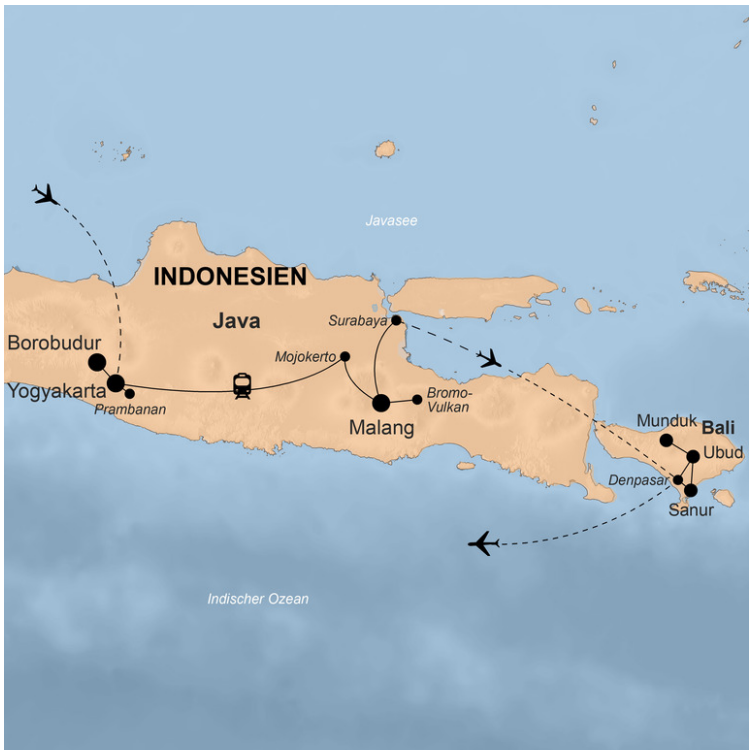 Javasee
INDONESIEN
Java
Surabaya
Mojokerto
Borobudur
Yogyakarta
Prambanan
Bromo-
Vulkan
Malang
Munduk
Bali
Ubud
Denpasar
Sanur
Indischer Ozean